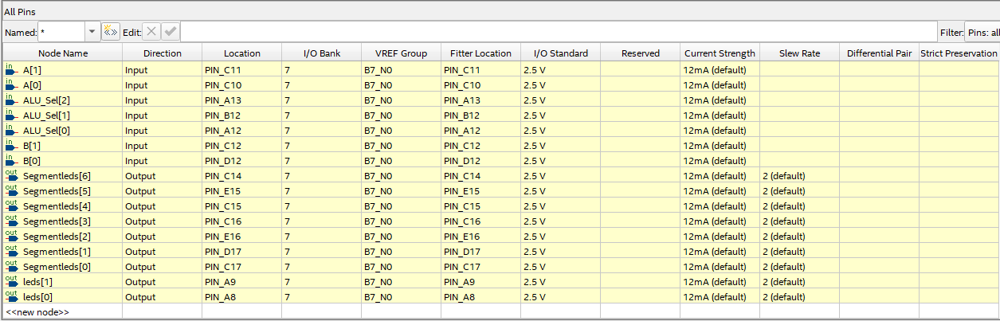 All Pins
Named: * «» Edit: Filter: Pins: all
Node Name Direction Location I/O Bank VREF Group Fitter Location I/O Standard Reserved Current Strength Slew Rate Differential Pair Strict Preservation
in A[1] Input PIN_C11 7 B7_N0 PIN_C11 2.5 V 12mA (default)
in A[0] Input PIN_C10 7 B7_N0 PIN_C10 2.5 V 12mA (default)
in ALU_Sel[2] Input PIN_A13 7 B7_N0 PIN_A13 2.5 V 12mA (default)
in ALU_Sel[1] Input PIN_B12 7 B7_N0 PIN_B12 2.5 V 12mA (default)
in ALU_Sel[0] Input PIN_A12 7 B7_N0 PIN_A12 2.5 V 12mA (default)
in B[1] Input PIN_C12 7 B7_N0 PIN_C12 2.5 V 12mA (default)
in B[0] Input PIN_D12 7 B7_N0 PIN_D12 2.5 V 12mA (default)
out Segmentleds[6] Output PIN_C14 7 B7_N0 PIN_C14 2.5 V 12mA (default) 2 (default)
out Segmentleds[5] Output PIN_E15 7 B7_N0 PIN_E15 2.5 V 12mA (default) 2 (default)
out Segmentleds[4] Output PIN_C15 7 B7_N0 PIN_C15 2.5 V 12mA (default) 2 (default)
out Segmentleds[3] Output PIN_C16 7 B7_N0 PIN_C16 2.5 V 12mA (default) 2 (default)
out Segmentleds[2] Output PIN_E16 7 B7_N0 PIN_E16 2.5 V 12mA (default) 2 (default)
out Segmentleds[1] Output PIN_D17 7 B7_N0 PIN_D17 2.5 V 12mA (default) 2 (default)
out Segmentleds[0] Output PIN_C17 7 B7_N0 PIN_C17 2.5 V 12mA (default) 2 (default)
out leds[1] Output PIN_A9 7 B7_N0 PIN_A9 2.5 V 12mA (default) 2 (default)
out leds[0] Output PIN_A8 7 B7_N0 PIN_A8 2.5 V 12mA (default) 2 (default)
<<new node>>